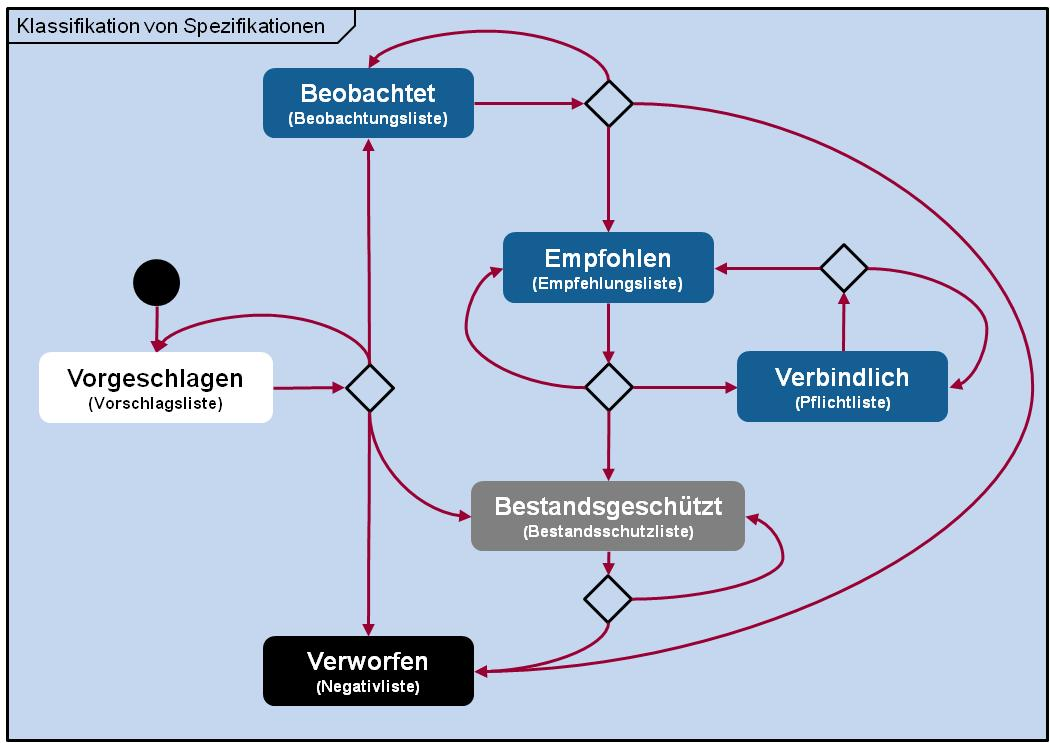 Klassifikation von Spezifikationen
Beobachtet
(Beobachtungsliste)
Empfohlen
(Empfehlungsliste)
Vorgeschlagen
(Vorschlagsliste)
Verbindlich
(Pflichtliste)
Bestandsgeschützt
(Bestandsschutzliste)
Verworfen
(Negativliste)